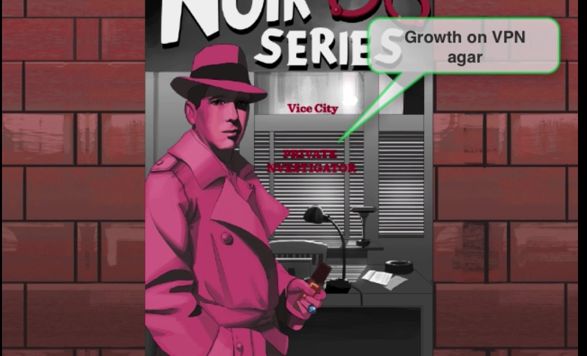 NOIR
SERIES
Growth on VPN
agar
Vice City
PRIVATE
INVESTIGATOR